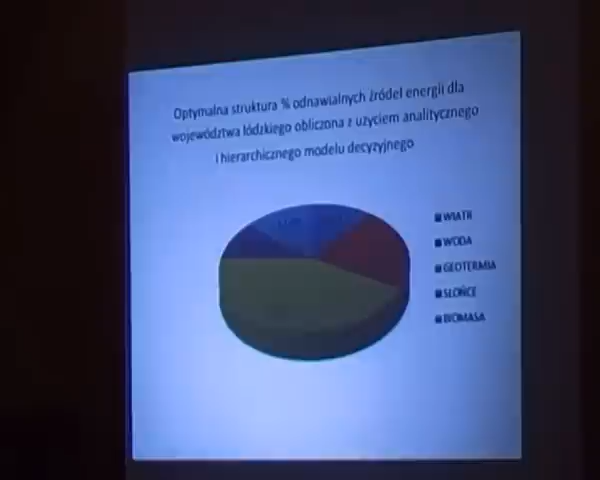 Optymalna struktura % odnawialnych źródeł energii dla
województwa łódzkiego obliczona z użyciem analitycznego
i hierarchicznego modelu decyzyjnego
WIATR
WODA
GEOTERMIA
SŁOŃCE
BIOMASA